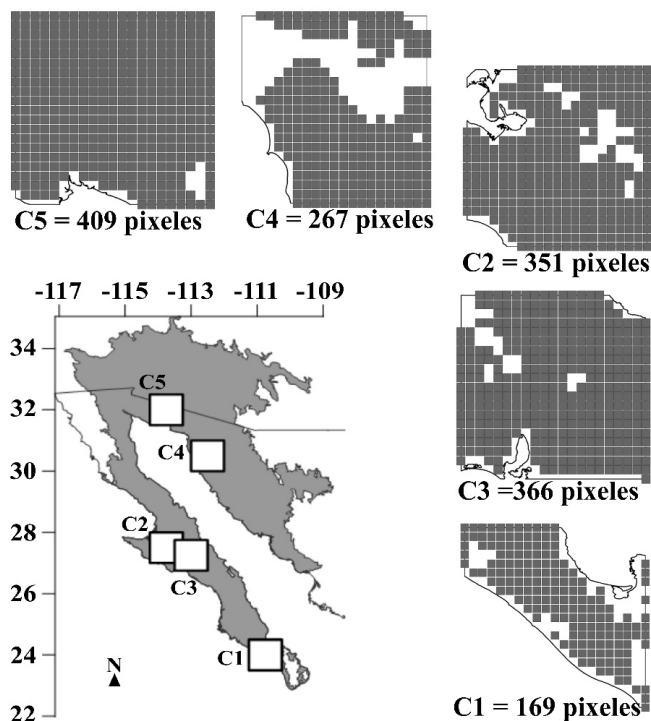 C5 = 409 pixeles
C4 = 267 pixeles
C2 = 351 pixeles
-117 -115 -113 -111 -109
34
32
30
28
26
24
22
C5
C4
C2
C3
C1
N
C3 =366 pixeles
C1 = 169 pixeles